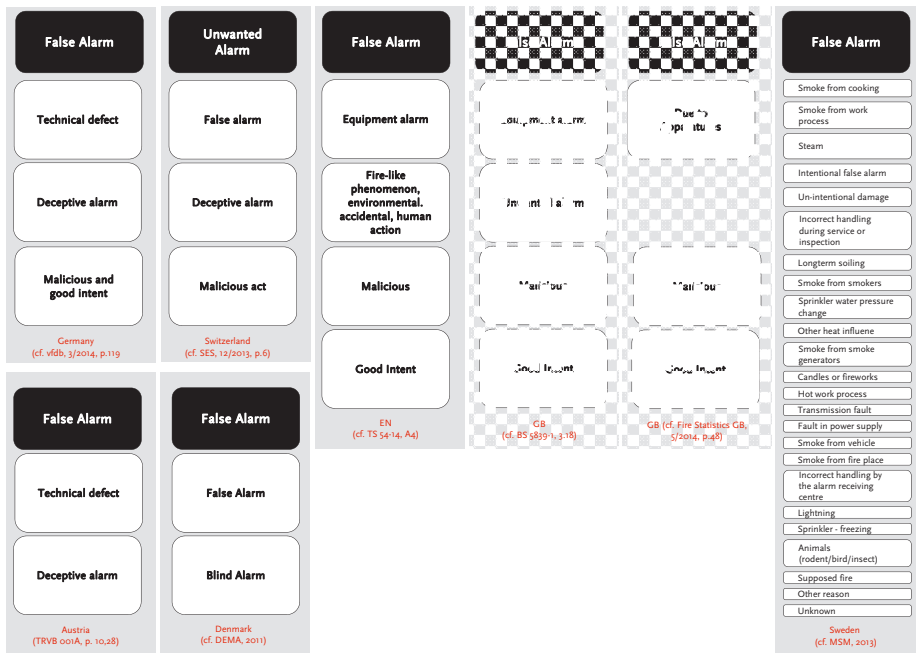 False Alarm
Technical defect
Deceptive alarm
Malicious and
good intent
Germany
(cf. vfdb, 3/2014, p.119
Unwanted
Alarm
False alarm
Deceptive alarm
Malicious act
Switzerland
(cf. SES, 12/2013, p.6)
False Alarm
Equipment alarm
Fire-like
phenomenon,
environmental.
accidental, human
action
Malicious
Good Intent
EN
(cf. TS 54-14, A4)
Good Intent
GB
(cf. BS 5839-1, 3.18)
Due to
Good Intent
GB (cf. Fire Statistics GB,
5/2014, p.48)
False Alarm
Smoke from cooking
Smoke from work
process
Steam
Intentional false alarm
Un-intentional damage
Incorrect handling
during service or
inspection
Longterm soiling
Smoke from smokers
Sprinkler water pressure
change
Other heat influene
Smoke from smoke
generators
Candles or fireworks
Hot work process
Transmission fault
Fault in power supply
Smoke from vehicle
Smoke from fire place
Incorrect handling by
the alarm receiving
centre
Lightning
Sprinkler - freezing
Animals
(rodent/bird/insect)
Supposed fire
Other reason
Unknown
Sweden
(cf. MSM, 2013)
False Alarm
Technical defect
Deceptive alarm
Austria
(TRVB 001A, p. 10,28)
False Alarm
False Alarm
Blind Alarm
Denmark
(cf. DEMA, 2011)